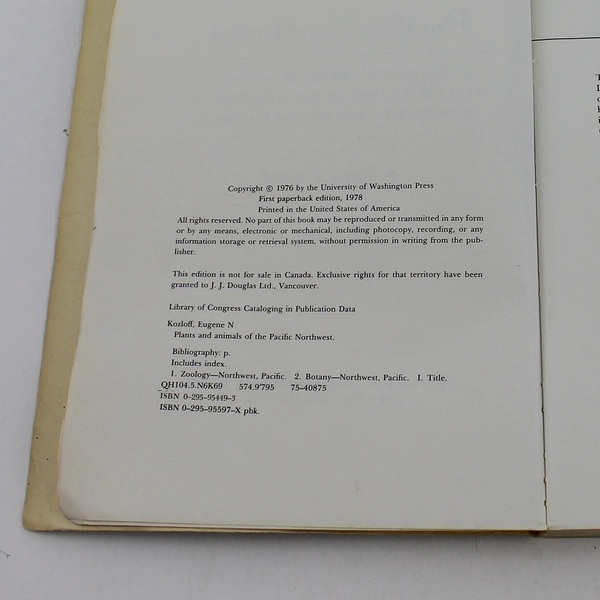 Copyright © 1976 by the University of Washington Press
First paperback edition, 1978
Printed in the United States of America
All rights reserved. No part of this book may be reproduced or transmitted in any form
or by any means, electronic or mechanical, including photocopy, recording, or any
information storage or retrieval system, without permission in writing from the pub-
lisher.
This edition is not for sale in Canada. Exclusive rights for that territory have been
granted to J. J. Douglas Ltd., Vancouver.
Library of Congress Cataloging in Publication Data
Kozloff, Eugene N
Plants and animals of the Pacific Northwest.
Bibliography: p.
Includes index.
1. Zoology—Northwest, Pacific. 2. Botany—Northwest, Pacific. I. Title.
QH104.5.N6K69 574.9'795 75-40875
ISBN 0-295-95449-3
ISBN 0-295-95597-X pbk.